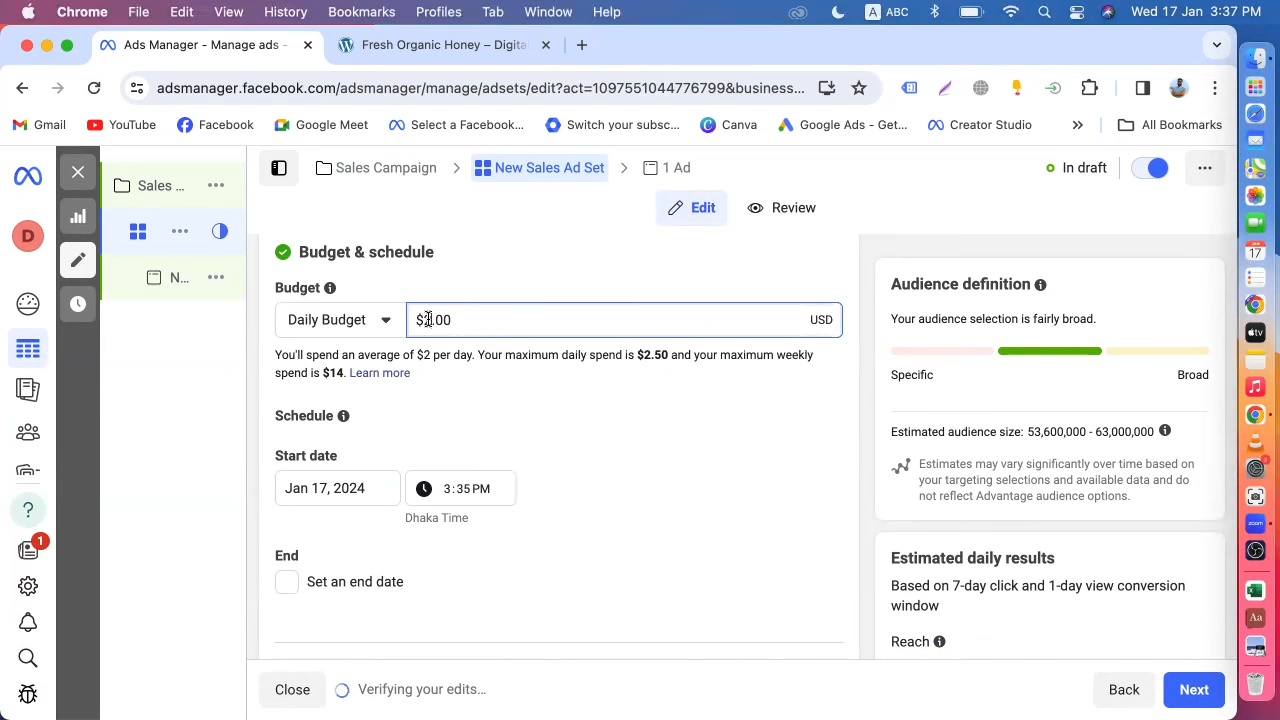 Chrome File Edit View History Bookmarks Profiles Tab Window Help A ABC Wed 17 Jan 3:37 PM
Ads Manager - Manage ads - Fresh Organic Honey – Digita
adsmanager.facebook.com/adsmanager/manage/adsets/edit?act=1097551044776799&business...
Gmail YouTube Facebook Google Meet Select a Facebook... Switch your subsc... Canva Google Ads - Get... Creator Studio » All Bookmarks
Sales Campaign New Sales Ad Set 1 Ad In draft
Sales ...
Edit Review
D
N...
1
?
Budget & schedule
Budget
Daily Budget USD
You'll spend an average of $2 per day. Your maximum daily spend is $2.50 and your maximum weekly
spend is $14. Learn more
Schedule
Start date
Jan 17, 2024 3:35 PM
Dhaka Time
End
Set an end date
Audience definition
Your audience selection is fairly broad.
Specific Broad
Estimated audience size: 53,600,000 - 63,000,000
Estimates may vary significantly over time based on
your targeting selections and available data and do
not reflect Advantage audience options.
Estimated daily results
Based on 7-day click and 1-day view conversion
window
Reach
Close Verifying your edits... Back Next
JAN
17
tv
zoom
Aa